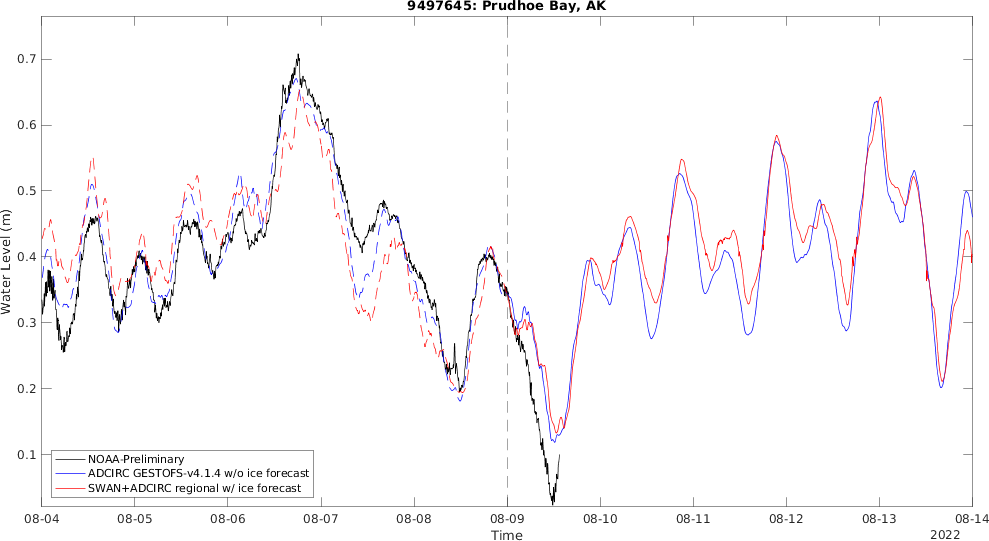 9497645: Prudhoe Bay, AK
Water Level (m)
0.7
0.6
0.5
0.4
0.3
0.2
0.1
NOAA-Preliminary
ADCIRC GESTOFS-v4.1.4 w/o ice forecast
SWAN+ADCIRC regional w/ ice forecast
08-04 08-05 08-06 08-07 08-08 08-09 08-10 08-11 08-12 08-13 08-14
Time
2022